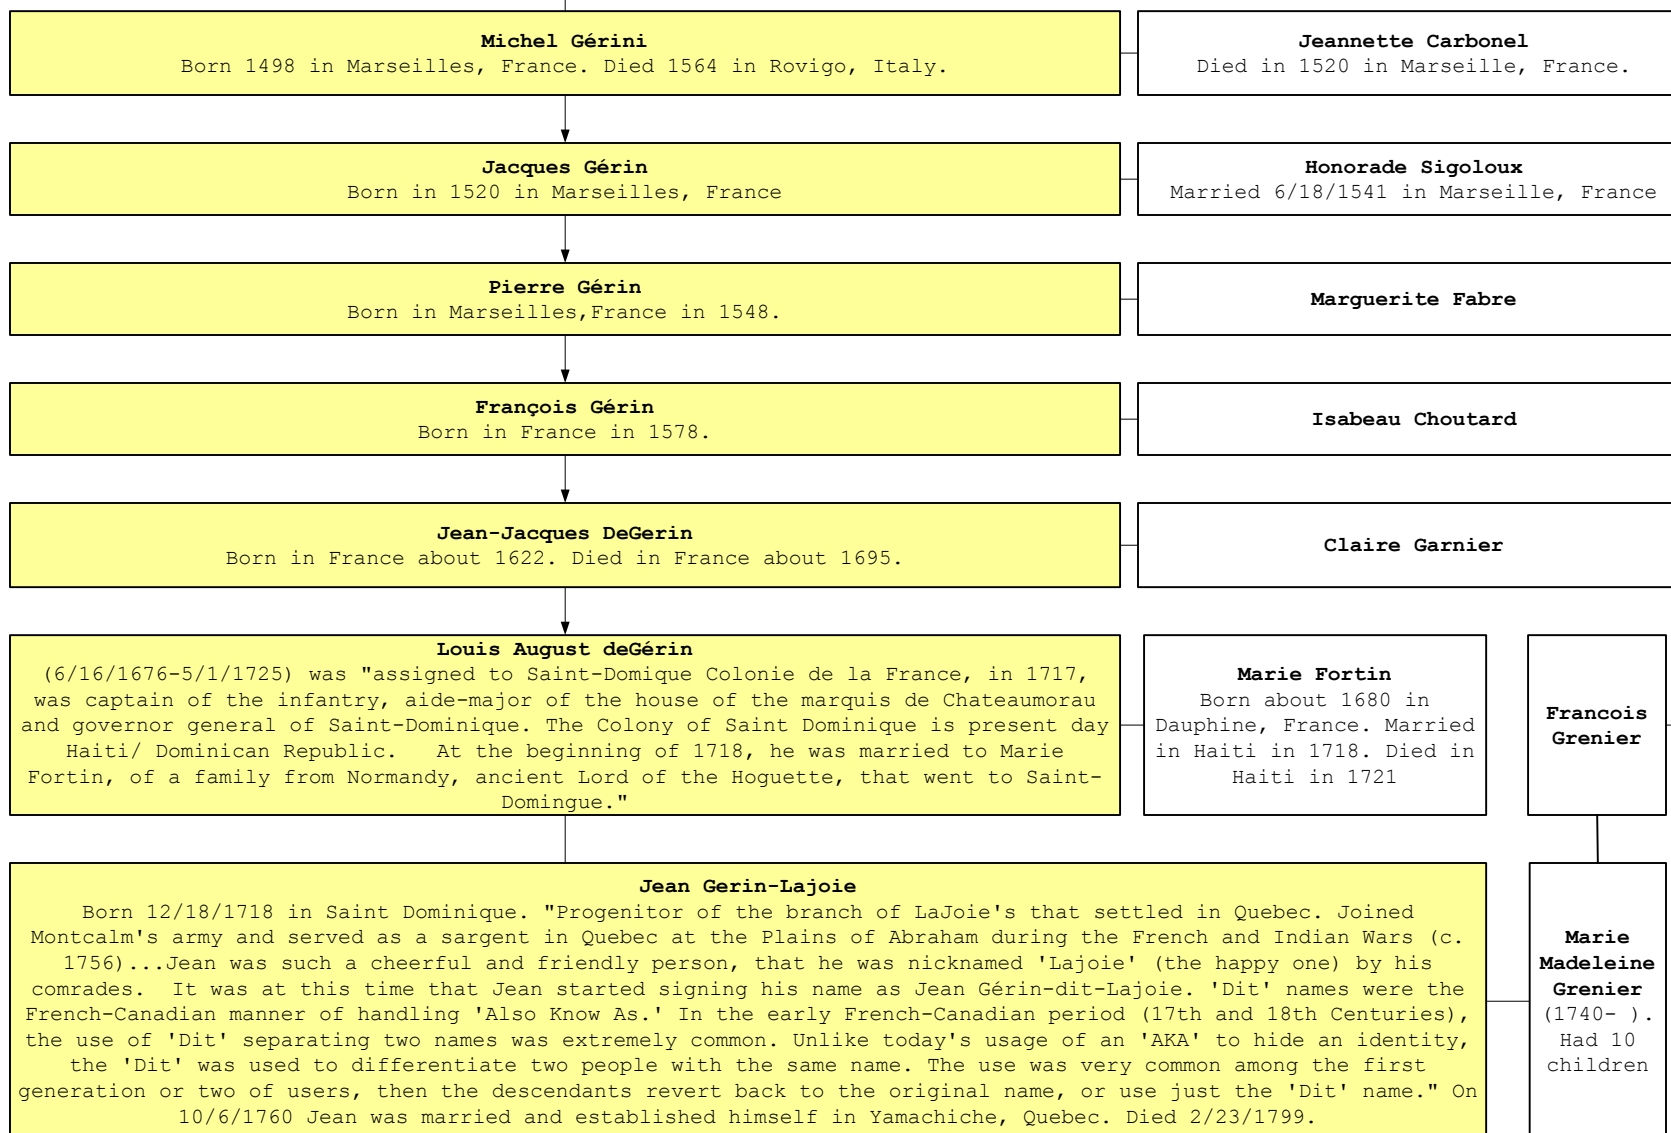 Michel Gérini
Born 1498 in Marseilles, France. Died 1564 in Rovigo, Italy.
Jeannette Carbonel
Died in 1520 in Marseille, France.
Jacques Gérin
Born in 1520 in Marseilles, France
Honorade Sigoloux
Married 6/18/1541 in Marseille, France
Pierre Gérin
Born in Marseilles,France in 1548.
Marguerite Fabre
François Gérin
Born in France in 1578.
Isabeau Choutard
Jean-Jacques DeGerin
Born in France about 1622. Died in France about 1695.
Claire Garnier
Louis August deGérin
(6/16/1676-5/1/1725) was "assigned to Saint-Domique Colonie de la France, in 1717,
was captain of the infantry, aide-major of the house of the marquis de Chateaumorau
and governor general of Saint-Dominique. The Colony of Saint Dominique is present day
Haiti/ Dominican Republic.   At the beginning of 1718, he was married to Marie
Fortin, of a family from Normandy, ancient Lord of the Hoguette, that went to Saint-
Domingue."
Marie Fortin
Born about 1680 in
Dauphine, France. Married
in Haiti in 1718. Died in
Haiti in 1721
Francois
Grenier
Jean Gerin-Lajoie
Born 12/18/1718 in Saint Dominique. "Progenitor of the branch of LaJoie's that settled in Quebec. Joined
Montcalm's army and served as a sargent in Quebec at the Plains of Abraham during the French and Indian Wars (c.
1756)...Jean was such a cheerful and friendly person, that he was nicknamed 'Lajoie' (the happy one) by his
comrades.  It was at this time that Jean started signing his name as Jean Gérin-dit-Lajoie. 'Dit' names were the
French-Canadian manner of handling 'Also Know As.' In the early French-Canadian period (17th and 18th Centuries),
the use of 'Dit' separating two names was extremely common. Unlike today's usage of an 'AKA' to hide an identity,
the 'Dit' was used to differentiate two people with the same name. The use was very common among the first
generation or two of users, then the descendants revert back to the original name, or use just the 'Dit' name." On
10/6/1760 Jean was married and established himself in Yamachiche, Quebec. Died 2/23/1799.
Marie
Madeleine
Grenier
(1740- ).
Had 10
children